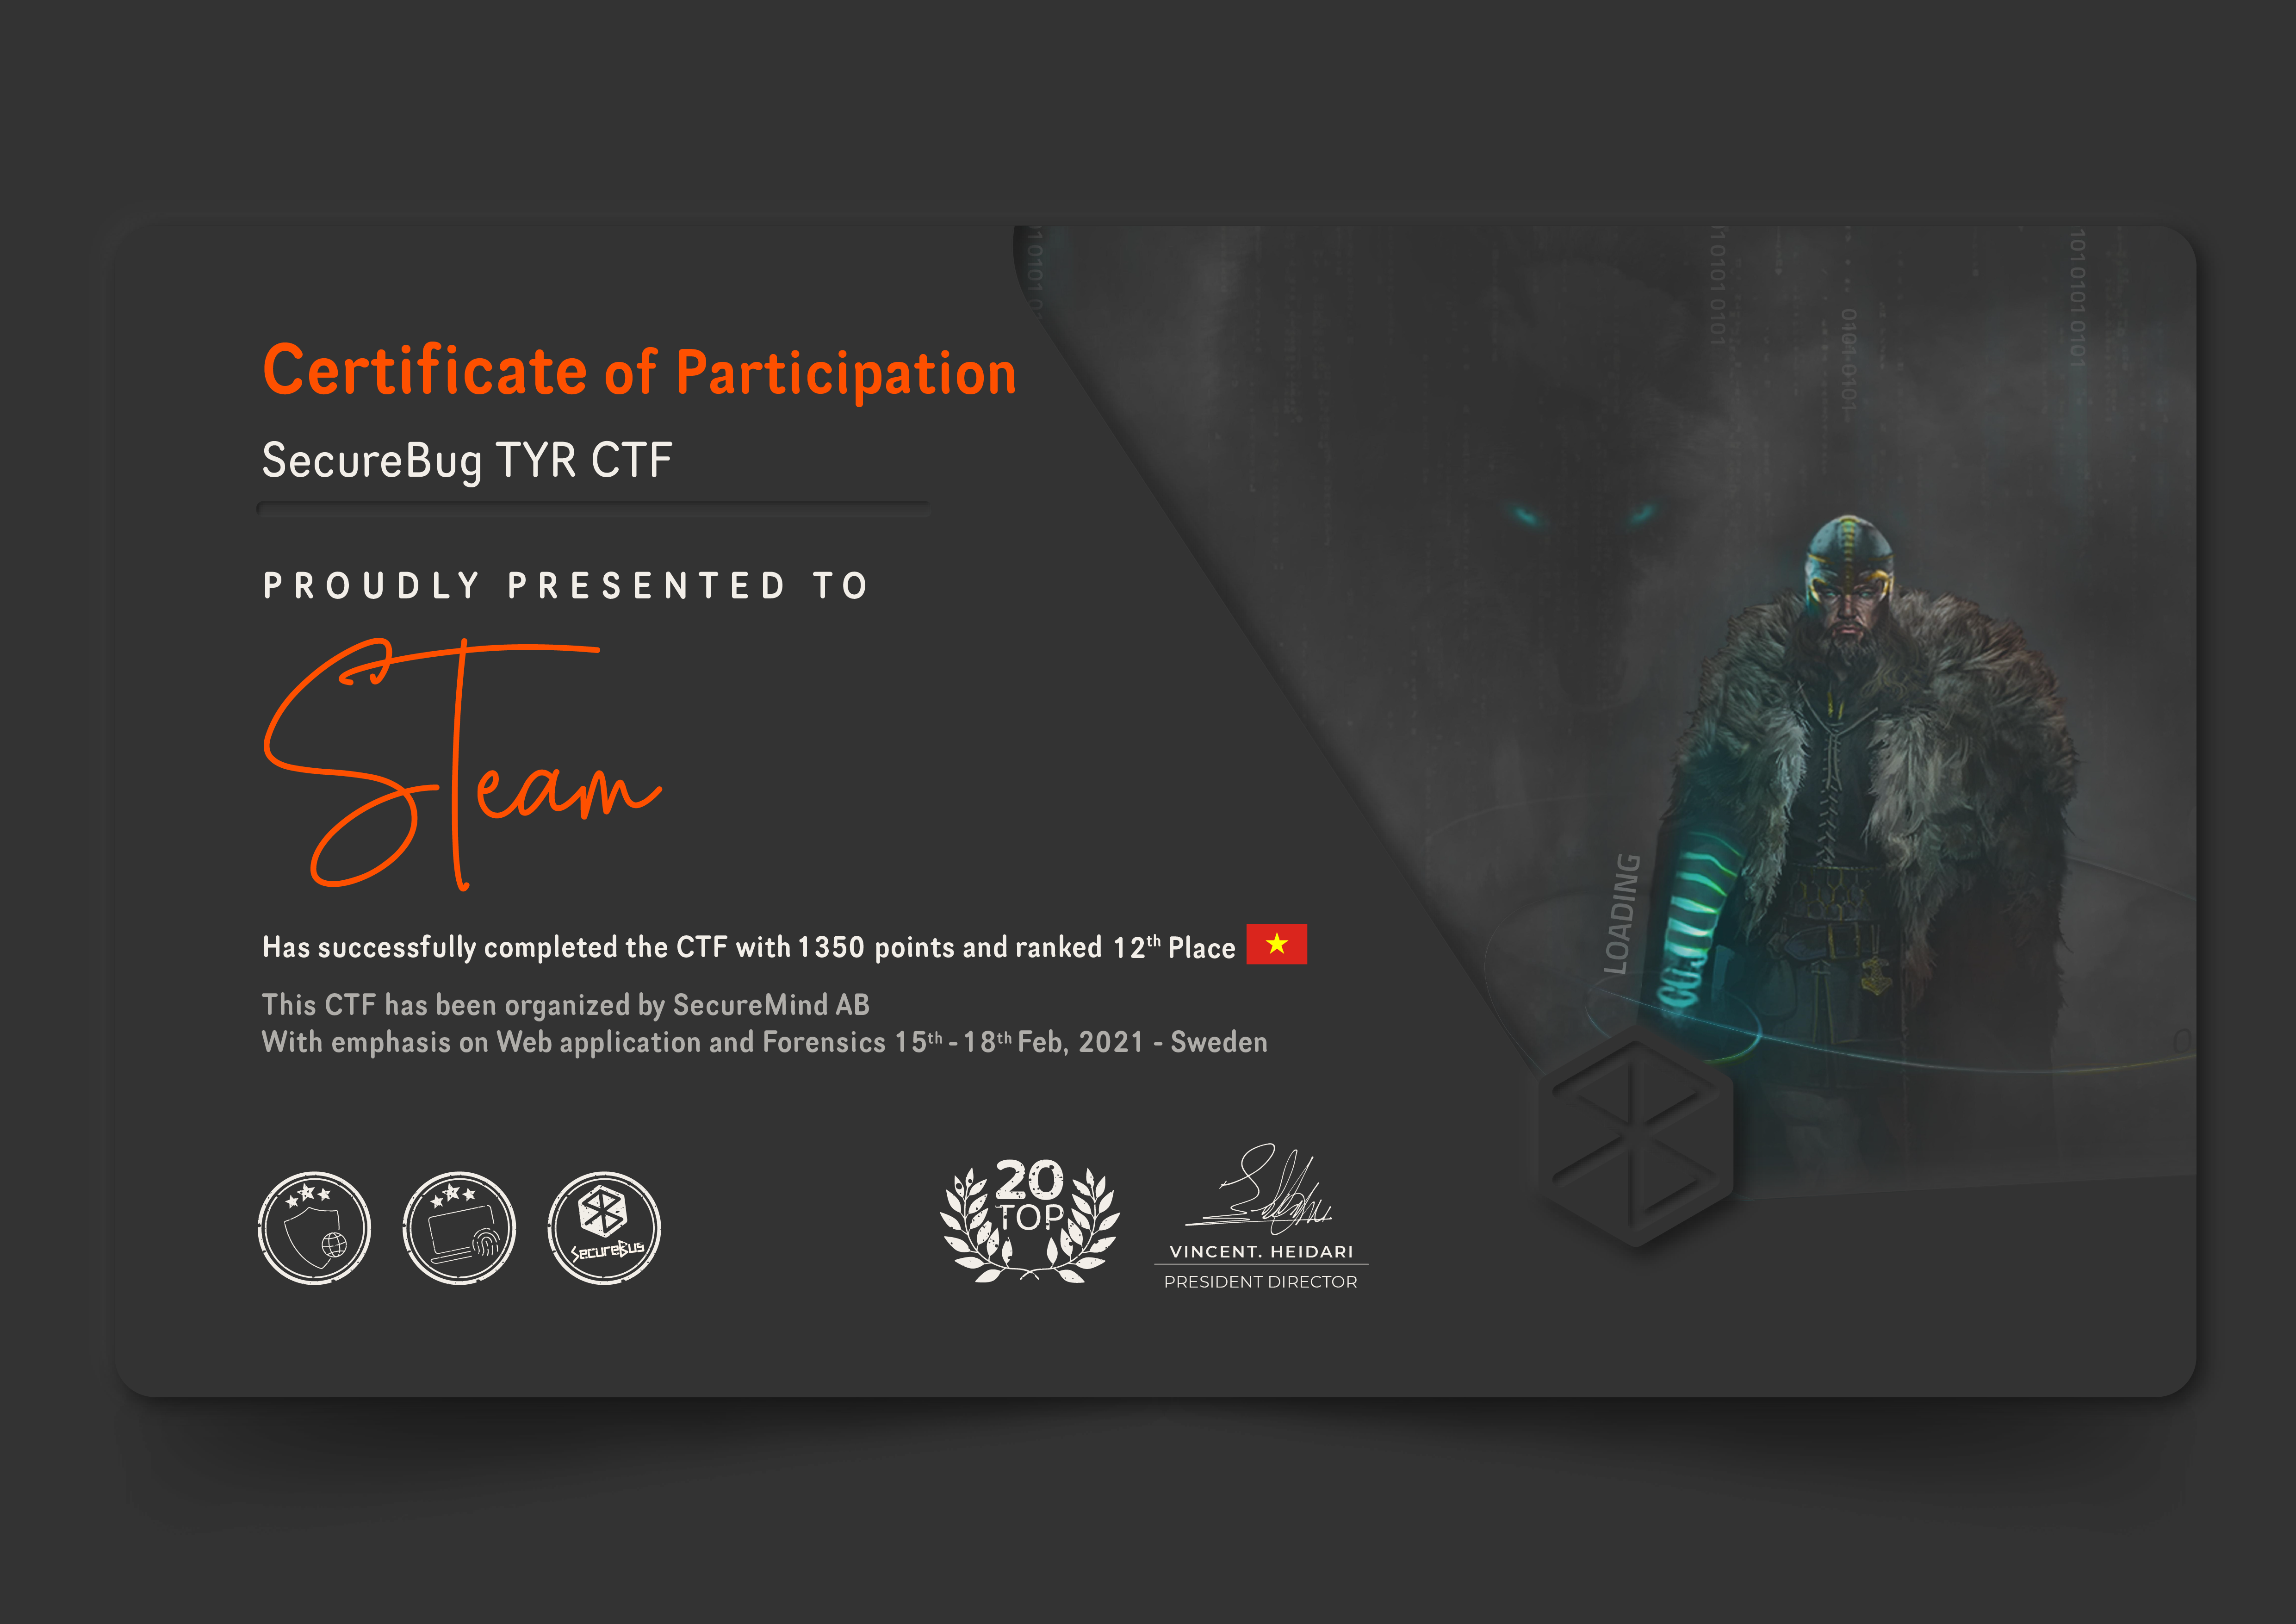 Certificate of Participation
SecureBug TYR CTF
PROUDLY PRESENTED TO
STeam
Has successfully completed the CTF with 1350 points and ranked 12th Place
This CTF has been organized by SecureMind AB
With emphasis on Web application and Forensics 15th - 18th Feb, 2021 - Sweden
SecureBug
20
TOP
VINCENT. HEIDARI
PRESIDENT DIRECTOR
LOADING